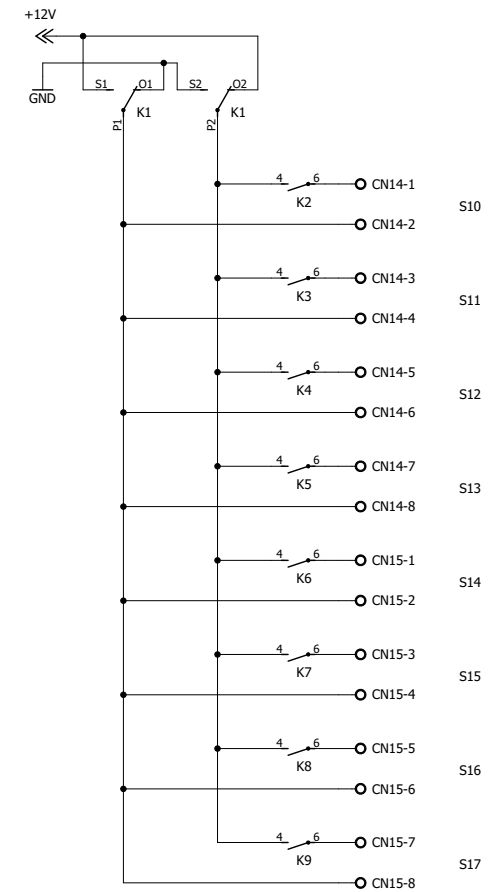 +12V
GND
S1 O1 S2 O2
K1 K1
P1 P2
4 6 CN14-1
K2
S10
CN14-2
4 6 CN14-3
K3
S11
CN14-4
4 6 CN14-5
K4
S12
CN14-6
4 6 CN14-7
K5
S13
CN14-8
4 6 CN15-1
K6
S14
CN15-2
4 6 CN15-3
K7
S15
CN15-4
4 6 CN15-5
K8
S16
CN15-6
4 6 CN15-7
K9
S17
CN15-8